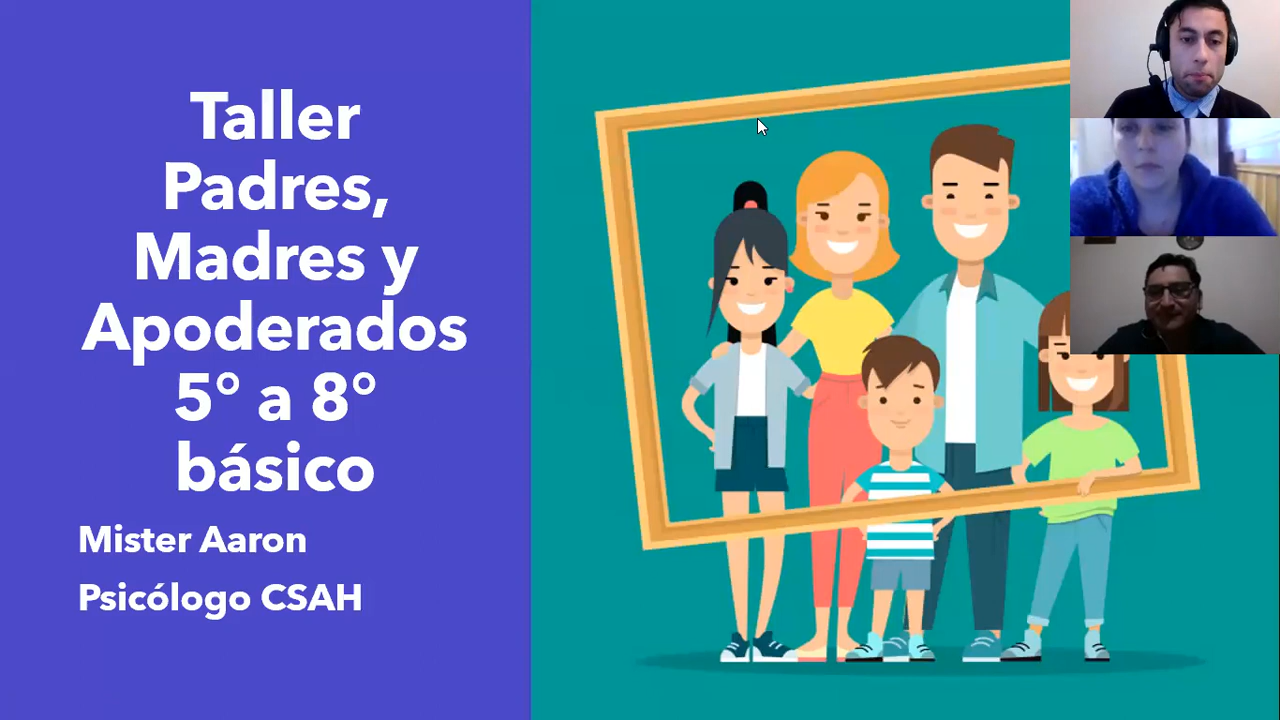 Taller
Padres,
Madres y
Apoderados
5° a 8°
básico
Mister Aaron
Psicólogo CSAH